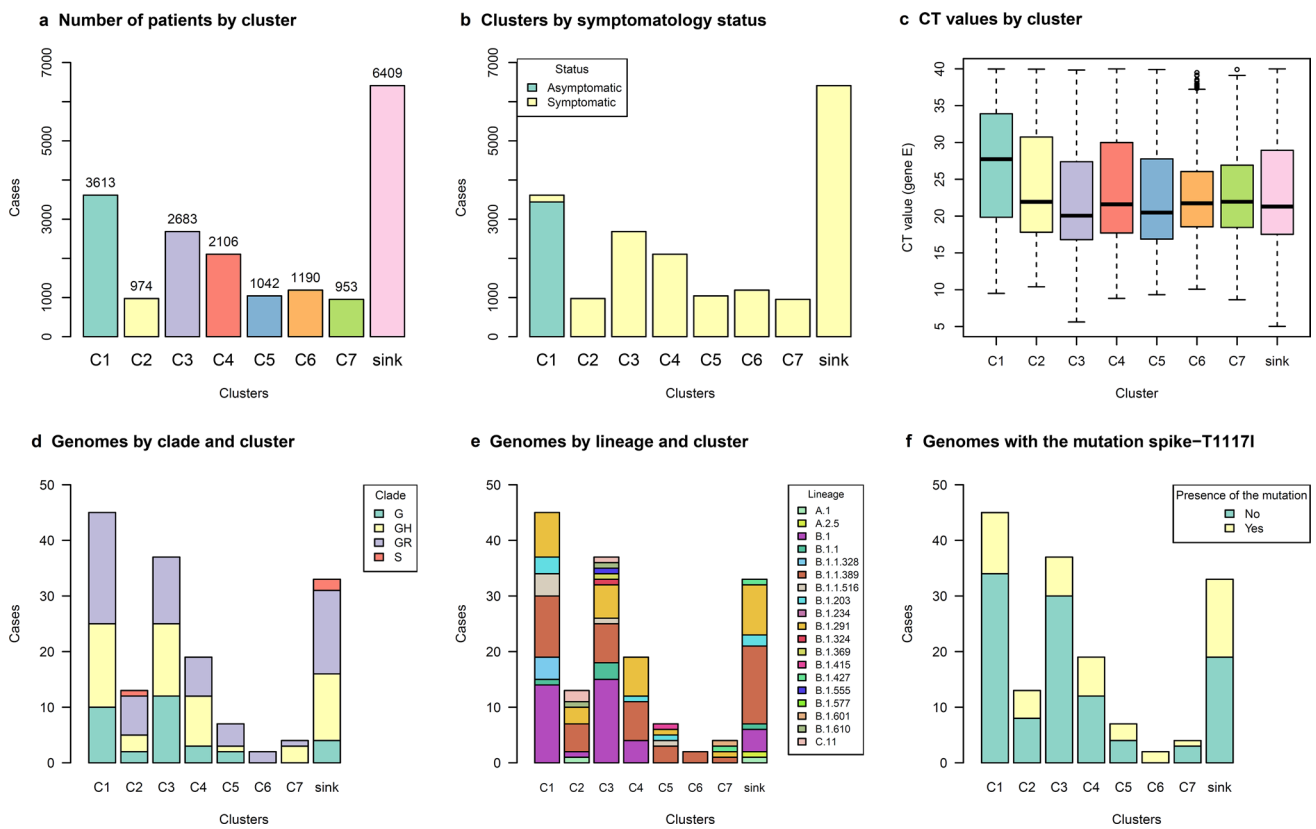 a Number of patients by cluster
Cases
0 1000 3000 5000 7000
3613 974 2683 2106 1042 1190 953 6409
C1 C2 C3 C4 C5 C6 C7 sink
Clusters
b Clusters by symptomatology status
Cases
0 1000 3000 5000 7000
Status
Asymptomatic
Symptomatic
C1 C2 C3 C4 C5 C6 C7 sink
Clusters
c CT values by cluster
CT value (gene E)
40
35
30
25
20
15
10
5
C1 C2 C3 C4 C5 C6 C7 sink
Cluster
d Genomes by clade and cluster
Cases
50
40
30
20
10
0
Clade
G
GH
GR
S
C1 C2 C3 C4 C5 C6 C7 sink
Clusters
e Genomes by lineage and cluster
Cases
50
40
30
20
10
0
Lineage
A.1
A.2.5
B.1
B.1.1
B.1.1.328
B.1.1.389
B.1.1.516
B.1.203
B.1.234
B.1.291
B.1.324
B.1.369
B.1.415
B.1.427
B.1.555
B.1.577
B.1.601
B.1.610
C.11
C1 C2 C3 C4 C5 C6 C7 sink
Clusters
f Genomes with the mutation spike−T1117I
Cases
50
40
30
20
10
0
Presence of the mutation
No
Yes
C1 C2 C3 C4 C5 C6 C7 sink
Clusters